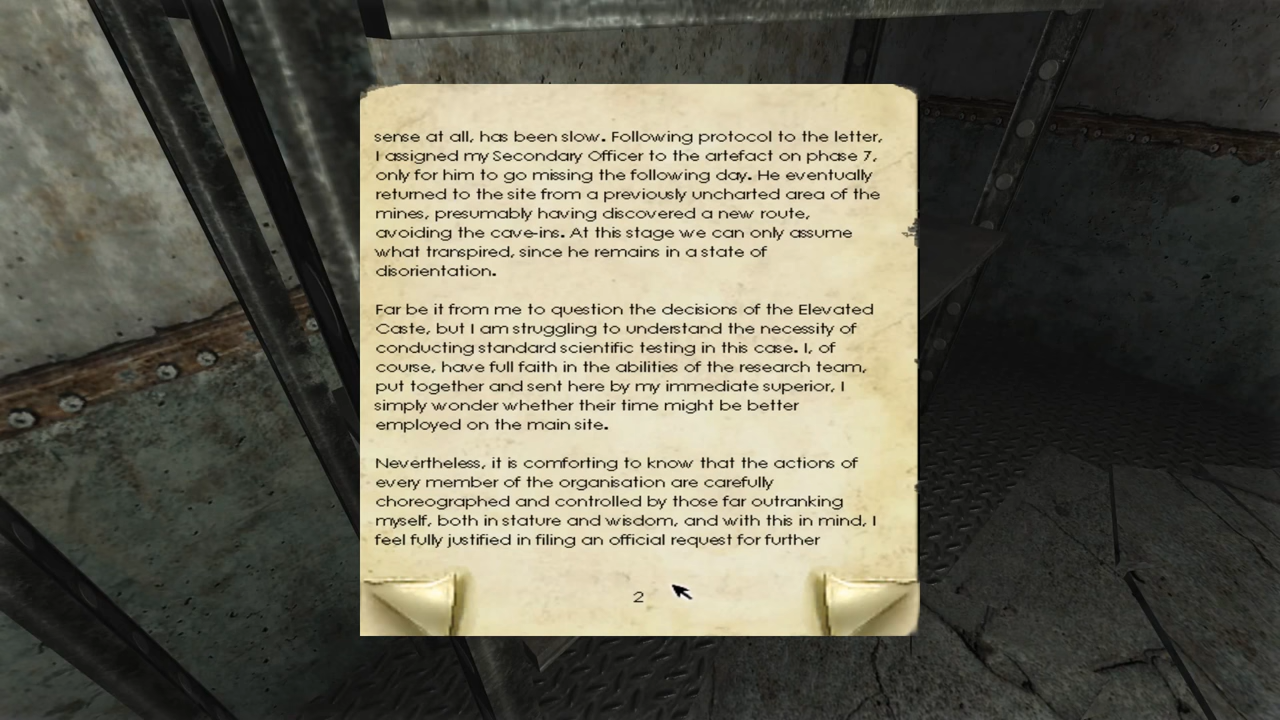 sense at all, has been slow. Following protocol to the letter,
I assigned my Secondary Officer to the artefact on phase 7,
only for him to go missing the following day. He eventually
returned to the site from a previously uncharted area of the
mines, presumably having discovered a new route,
avoiding the cave-ins. At this stage we can only assume
what transpired, since he remains in a state of
disorientation.
Far be it from me to question the decisions of the Elevated
Caste, but I am struggling to understand the necessity of
conducting standard scientific testing in this case. I, of
course, have full faith in the abilities of the research team,
put together and sent here by my immediate superior, I
simply wonder whether their time might be better
employed on the main site.
Nevertheless, it is comforting to know that the actions of
every member of the organisation are carefully
choreographed and controlled by those far outranking
myself, both in stature and wisdom, and with this in mind, I
feel fully justified in filing an official request for further
2